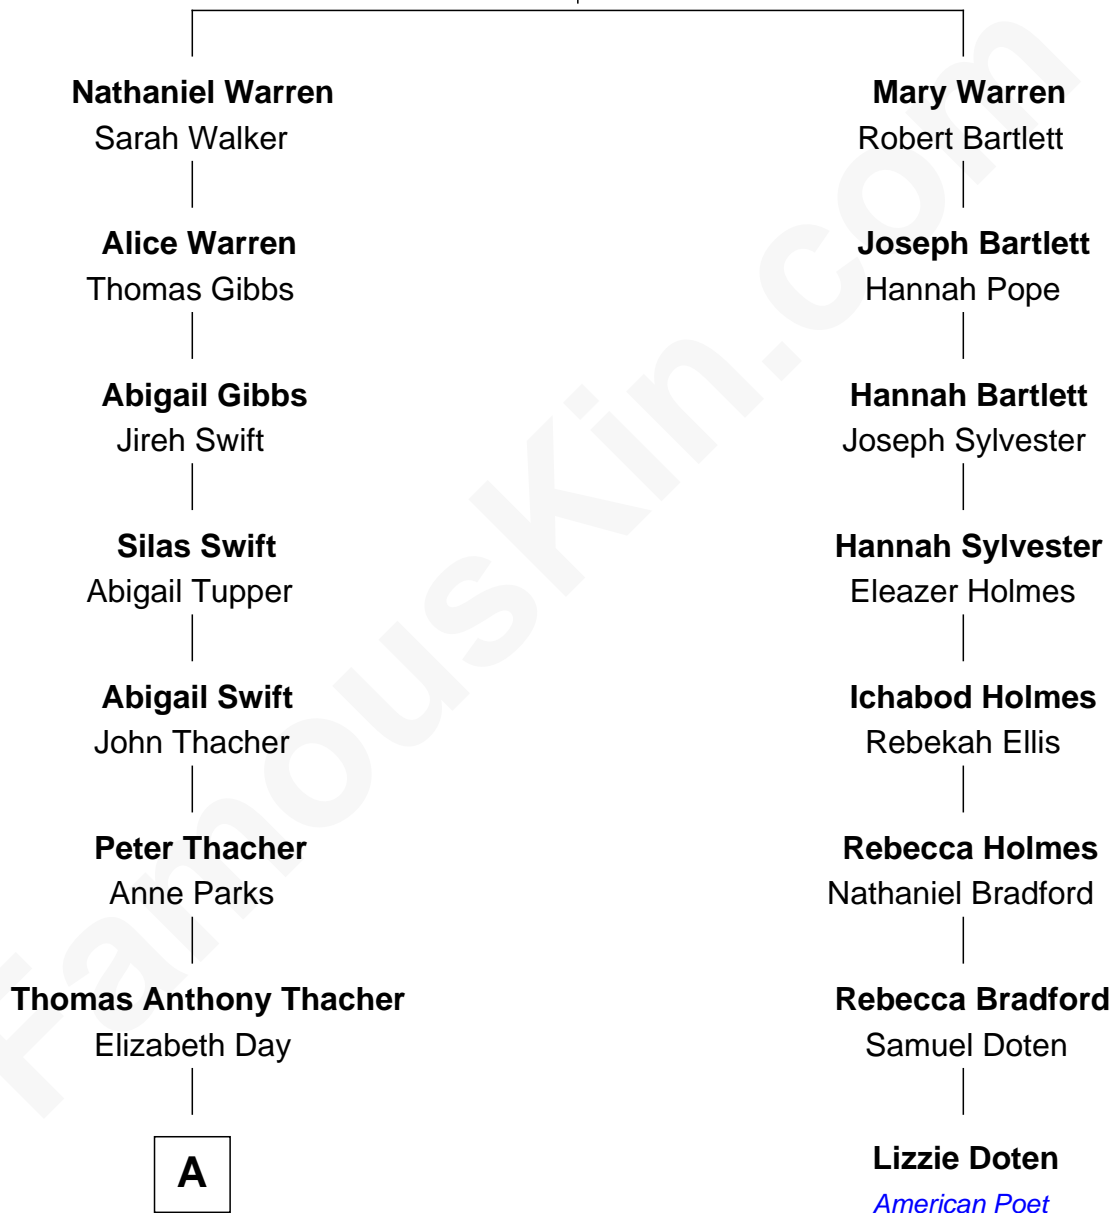 Nathaniel Warren
Sarah Walker
Alice Warren
Thomas Gibbs
Abigail Gibbs
Jireh Swift
Silas Swift
Abigail Tupper
Abigail Swift
John Thacher
Peter Thacher
Anne Parks
Thomas Anthony Thacher
Elizabeth Day
A
Mary Warren
Robert Bartlett
Joseph Bartlett
Hannah Pope
Hannah Bartlett
Joseph Sylvester
Hannah Sylvester
Eleazer Holmes
Ichabod Holmes
Rebekah Ellis
Rebecca Holmes
Nathaniel Bradford
Rebecca Bradford
Samuel Doten
Lizzie Doten
American Poet
FamousKin.com